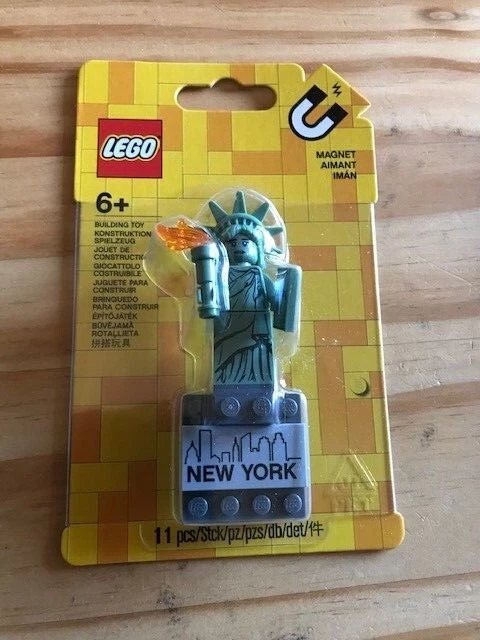 LEGO
MAGNET
AIMANT
IMÁN
6+
BUILDING TOY
KONSTRUKTION
SPIELZEUG
JOUET DE
CONSTRUCTION
GIOCATTOLO
COSTRUIBILE
JUGUETE PARA
CONSTRUIR
BRINQUEDO
PARA CONSTRUIR
ÉPÍTŐJÁTÉK
BŪVĒJAMĀ
ROTAĻLIETA
拼搭玩具
NEW YORK
11 pcs/Stck/pz/pzs/db/det/件